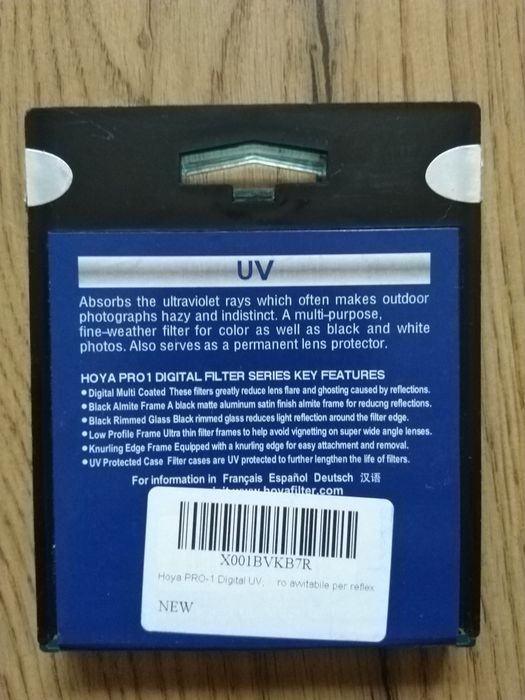 UV
Absorbs the ultraviolet rays which often makes outdoor
photographs hazy and indistinct. A multi-purpose,
fine-weather filter for color as well as black and white
photos. Also serves as a permanent lens protector.
HOYA PRO1 DIGITAL FILTER SERIES KEY FEATURES
● Digital Multi Coated These filters greatly reduce lens flare and ghosting caused by reflections.
● Black Almite Frame A black matte aluminum satin finish almite frame for reducng reflections.
● Black Rimmed Glass Black rimmed glass reduces light reflection around the filter edge.
● Low Profile Frame Ultra thin filter frames to help avoid vignetting on super wide angle lenses.
● Knurling Edge Frame Equipped with a knurling edge for easy attachment and removal.
● UV Protected Case Filter cases are UV protected to further lengthen the life of filters.
For information in Français Español Deutsch 汉语
www.hoyafilter.com
X001BVKB7R
Hoya PRO-1 Digital UV, ro avvitabile per reflex
NEW